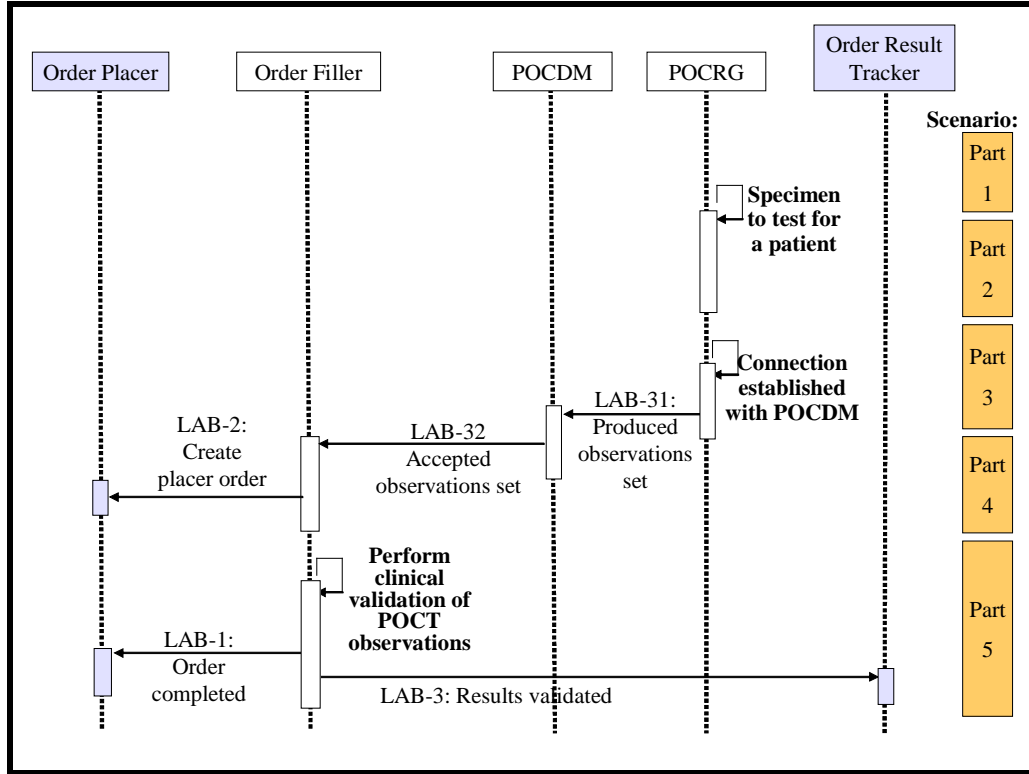 Order Placer
Order Filler
POCDM
POCRG
Order Result
Tracker
Scenario:
Part
1
Specimen
to test for
a patient
Part
2
Connection
established
with POCDM
Part
3
LAB-31:
Produced
observations
set
LAB-32
Accepted
observations set
LAB-2:
Create
placer order
Part
4
Perform
clinical
validation of
POCT
observations
Part
5
LAB-1:
Order
completed
LAB-3: Results validated